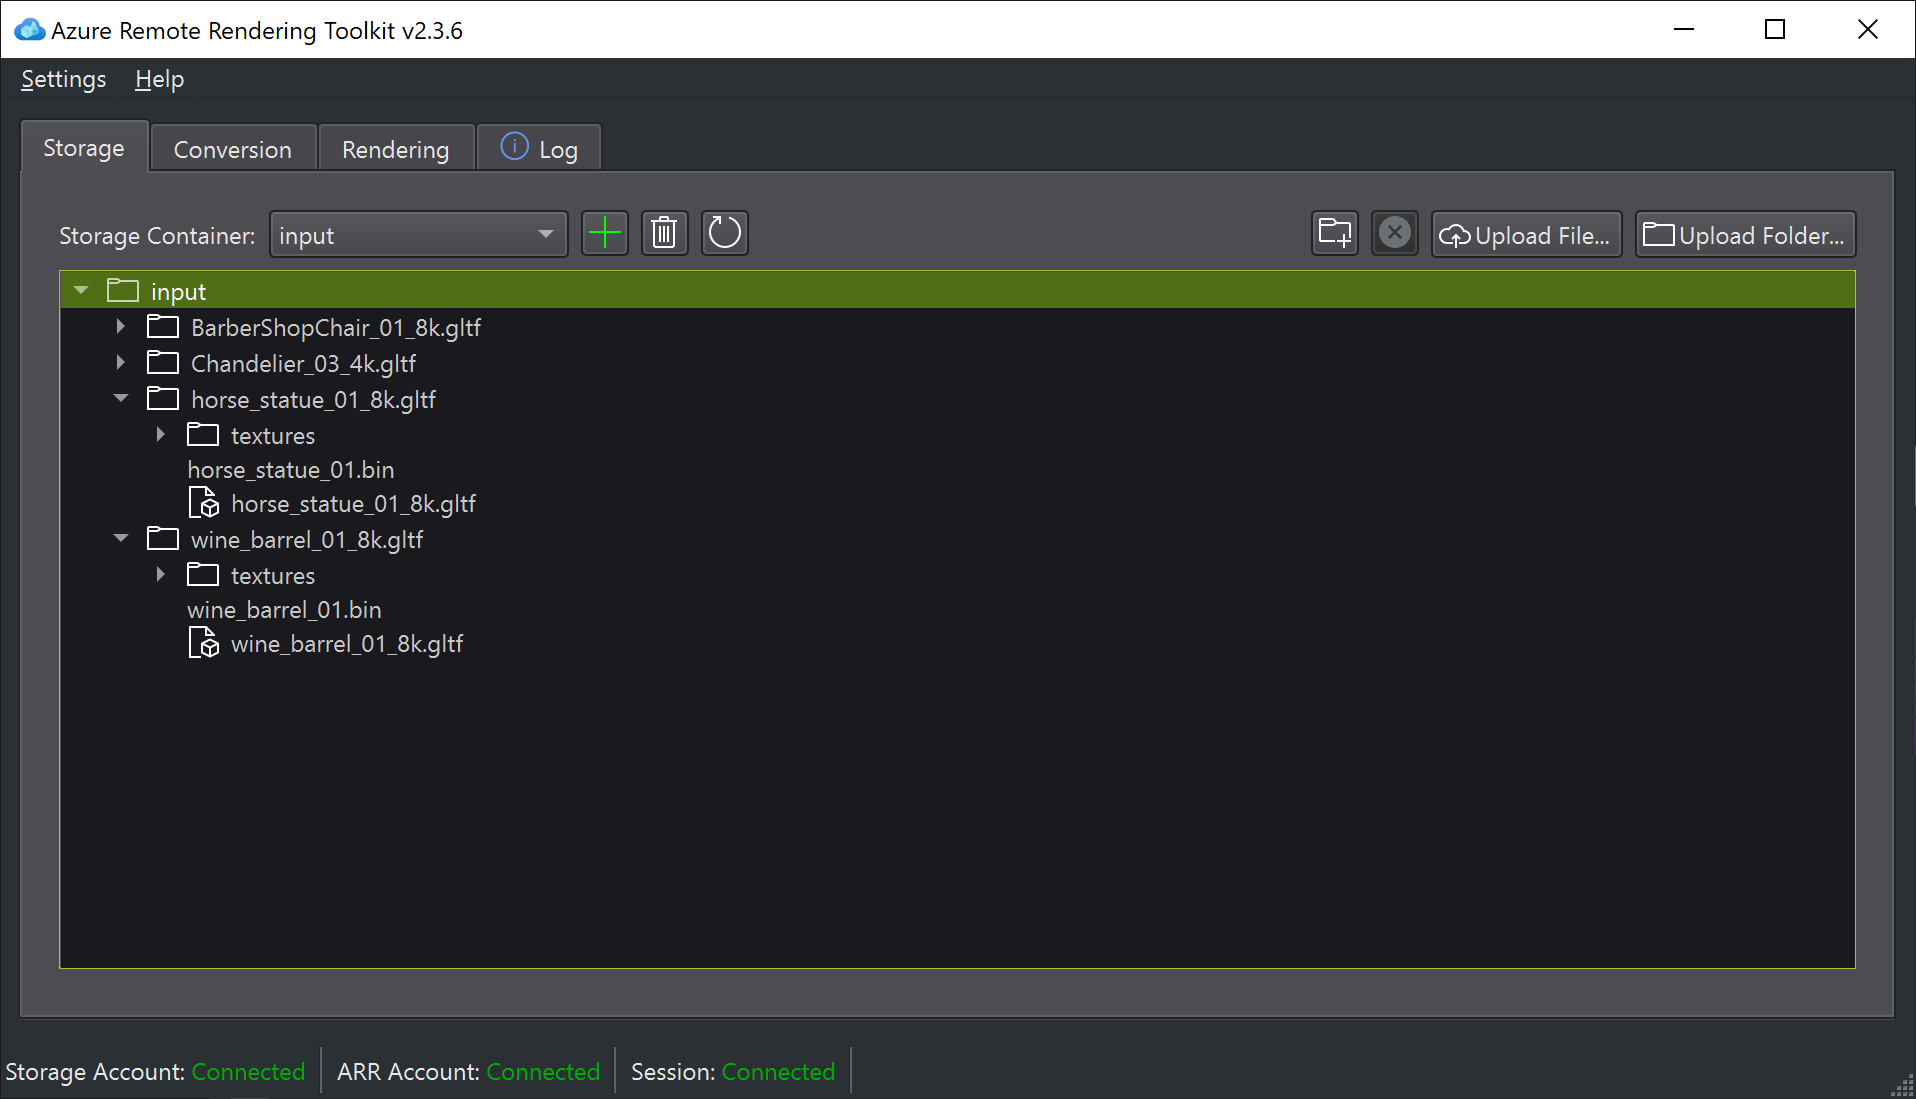 Azure Remote Rendering Toolkit v2.3.6
Settings Help
Storage Conversion Rendering Log
Storage Container: input Upload File... Upload Folder...
input
BarberShopChair_01_8k.gltf
Chandelier_03_4k.gltf
horse_statue_01_8k.gltf
textures
horse_statue_01.bin
horse_statue_01_8k.gltf
wine_barrel_01_8k.gltf
textures
wine_barrel_01.bin
wine_barrel_01_8k.gltf
Storage Account: Connected ARR Account: Connected Session: Connected